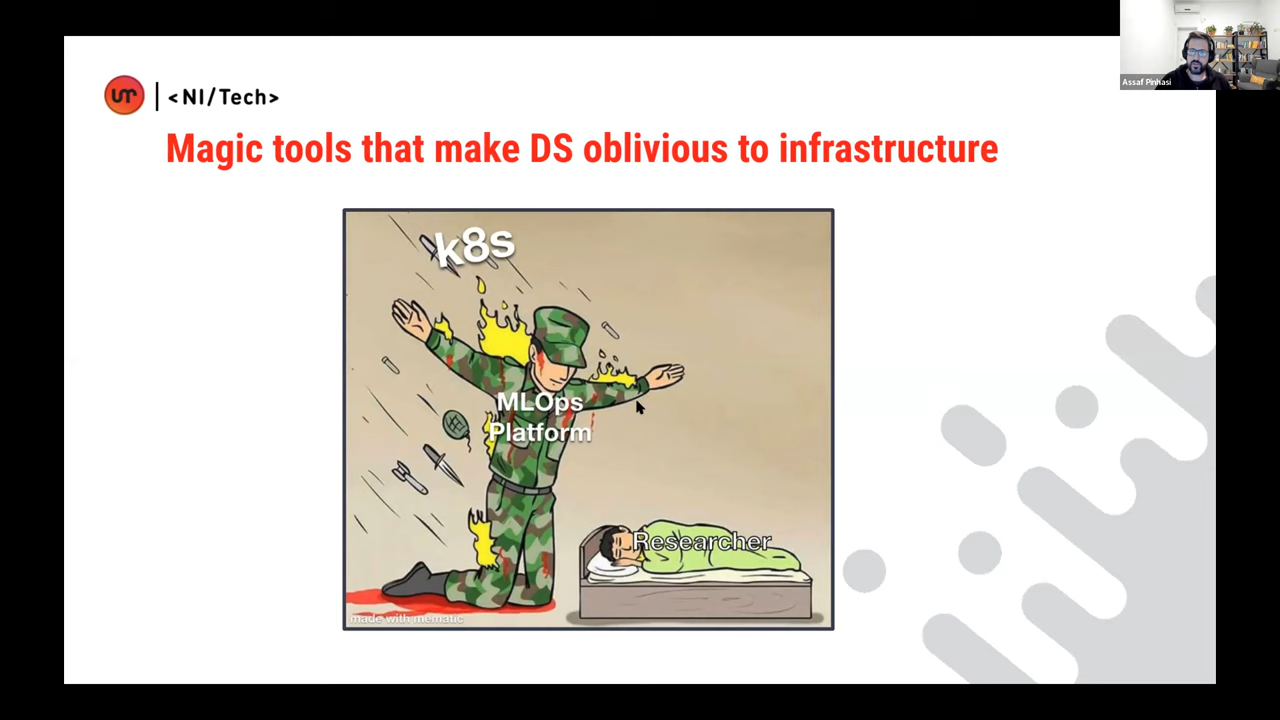 <NI/Tech>
Assaf Pinhasi
Magic tools that make DS oblivious to infrastructure
k8s
MLOps
Platform
Researcher
made with mematic